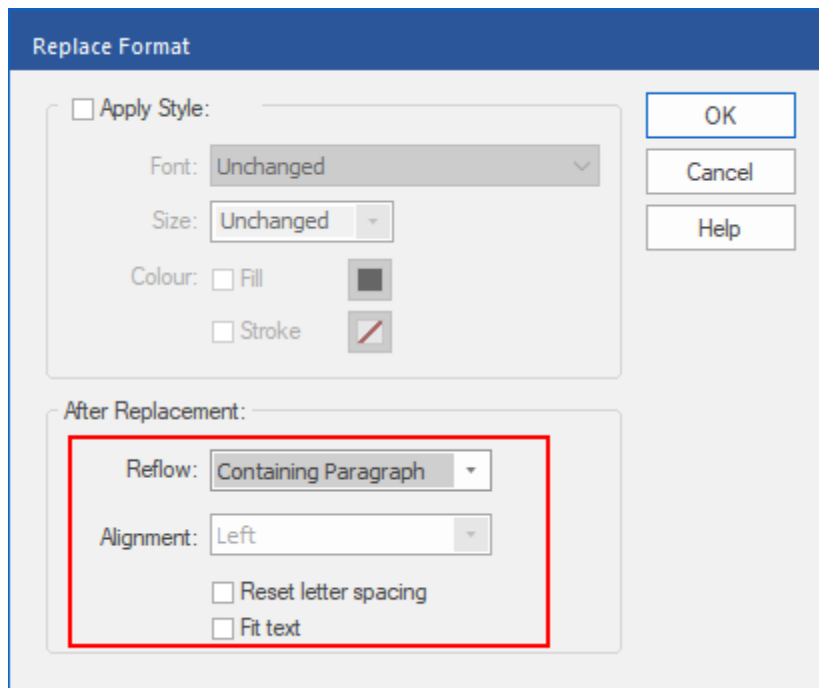 Replace Format
Apply Style:
OK
Font: Unchanged
Cancel
Size: Unchanged
Help
Colour: Fill
Stroke
After Replacement:
Reflow: Containing Paragraph
Alignment: Left
Reset letter spacing
Fit text